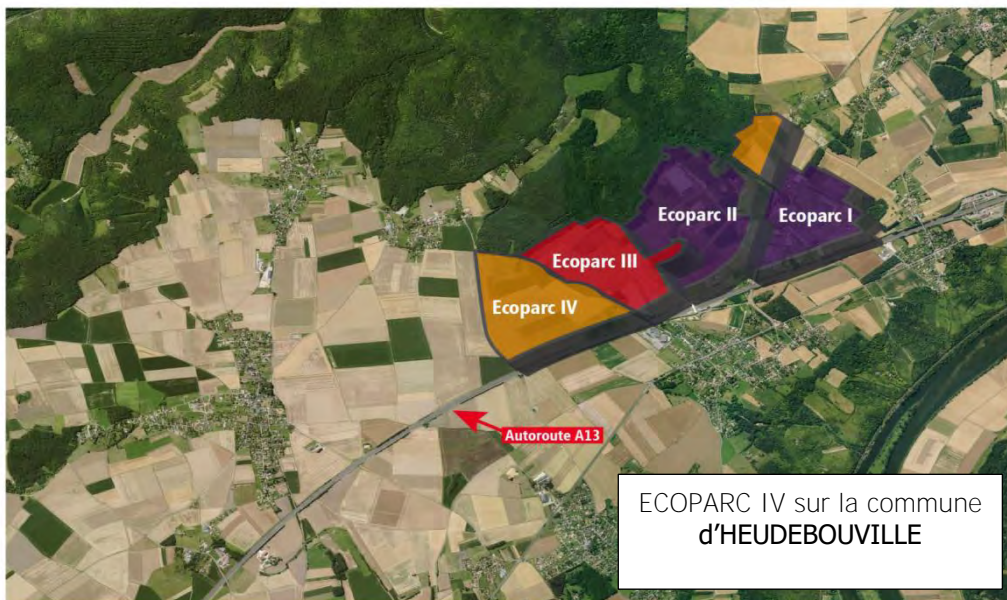 Ecoparc II
Ecoparc I
Ecoparc III
Ecoparc IV
Autoroute A13
ECOPARC IV sur la commune
d'HEUDEBOUVILLE